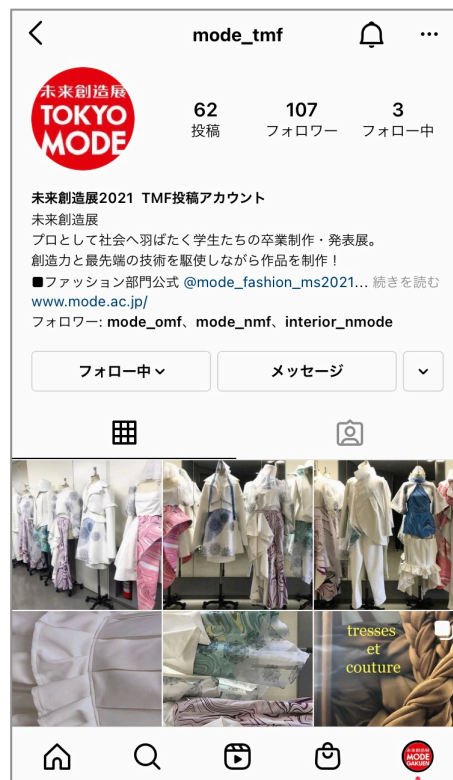 mode_tmf
未来創造展
TOKYO
MODE
62
投稿
107
フォロワー
3
フォロー中
未来創造展2021 TMF投稿アカウント
未来創造展
プロとして社会へ羽ばたく学生たちの卒業制作・発表展。
創造力と最先端の技術を駆使しながら作品を制作！
■ファッション部門公式 @mode_fashion_ms2021... 続きを読む
www.mode.ac.jp/
フォロワー: mode_omf、mode_nmf、interior_nmode
フォロー中
メッセージ
tresses
et
couture
未来創造展
MODE
GAKUEN